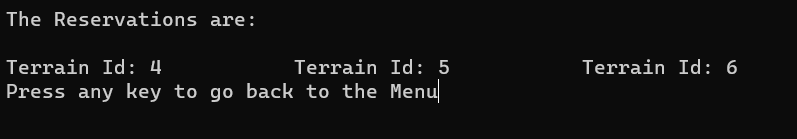 The Reservations are:
Terrain Id: 4 Terrain Id: 5 Terrain Id: 6
Press any key to go back to the Menu